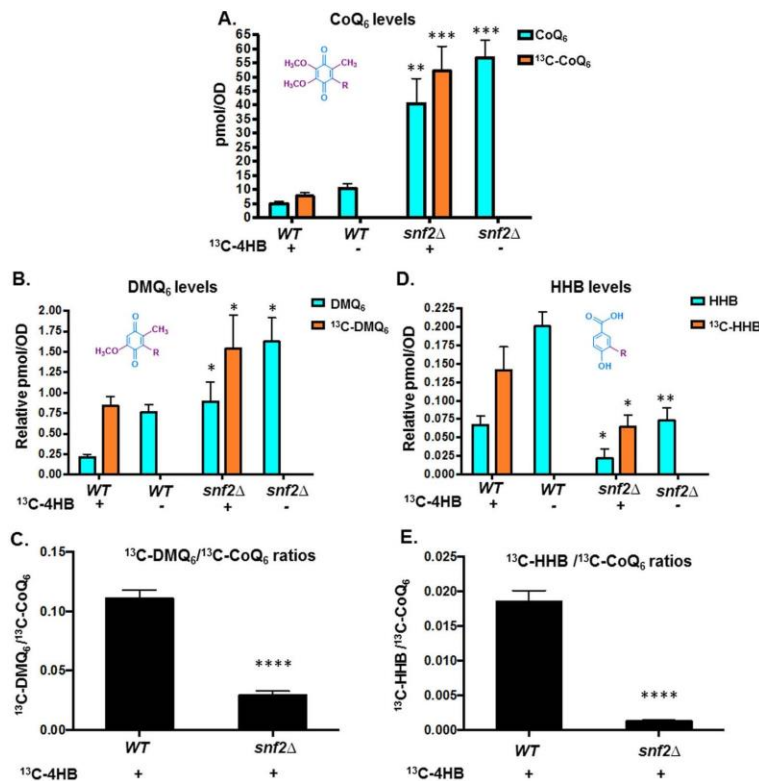 A.
CoQ₆ levels
pmol/OD
65
60
55
50
45
40
35
30
25
20
15
10
5
0
H₃CO
H₃CO
O
O
CH₃
R
** ***
***
CoQ₆
¹³C-CoQ₆
WT WT snf2Δ snf2Δ
¹³C-4HB + - + -
B.
DMQ₆ levels
Relative pmol/OD
2.00
1.75
1.50
1.25
1.00
0.75
0.50
0.25
0.00
H₃CO
O
O
CH₃
R
* * *
DMQ₆
¹³C-DMQ₆
WT WT snf2Δ snf2Δ
¹³C-4HB + - + -
D.
HHB levels
Relative pmol/OD
0.225
0.200
0.175
0.150
0.125
0.100
0.075
0.050
0.025
0.000
O
OH
R
OH
* * **
HHB
¹³C-HHB
WT WT snf2Δ snf2Δ
¹³C-4HB + - + -
C.
¹³C-DMQ₆/¹³C-CoQ₆ ratios
¹³C-DMQ₆/¹³C-CoQ₆
0.15
0.10
0.05
0.00
****
WT snf2Δ
¹³C-4HB + +
E.
¹³C-HHB /¹³C-CoQ₆ ratios
¹³C-HHB /¹³C-CoQ₆
0.025
0.020
0.015
0.010
0.005
0.000
****
WT snf2Δ
¹³C-4HB + +